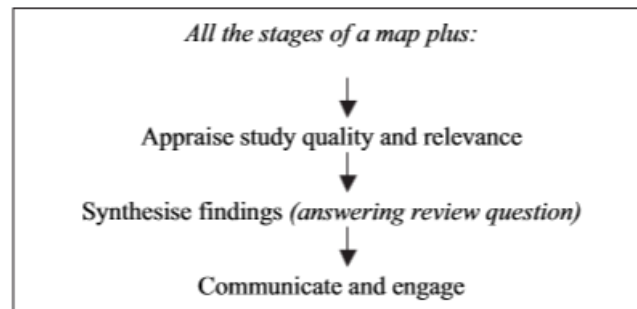 All the stages of a map plus:
Appraise study quality and relevance
Synthesise findings (answering review question)
Communicate and engage